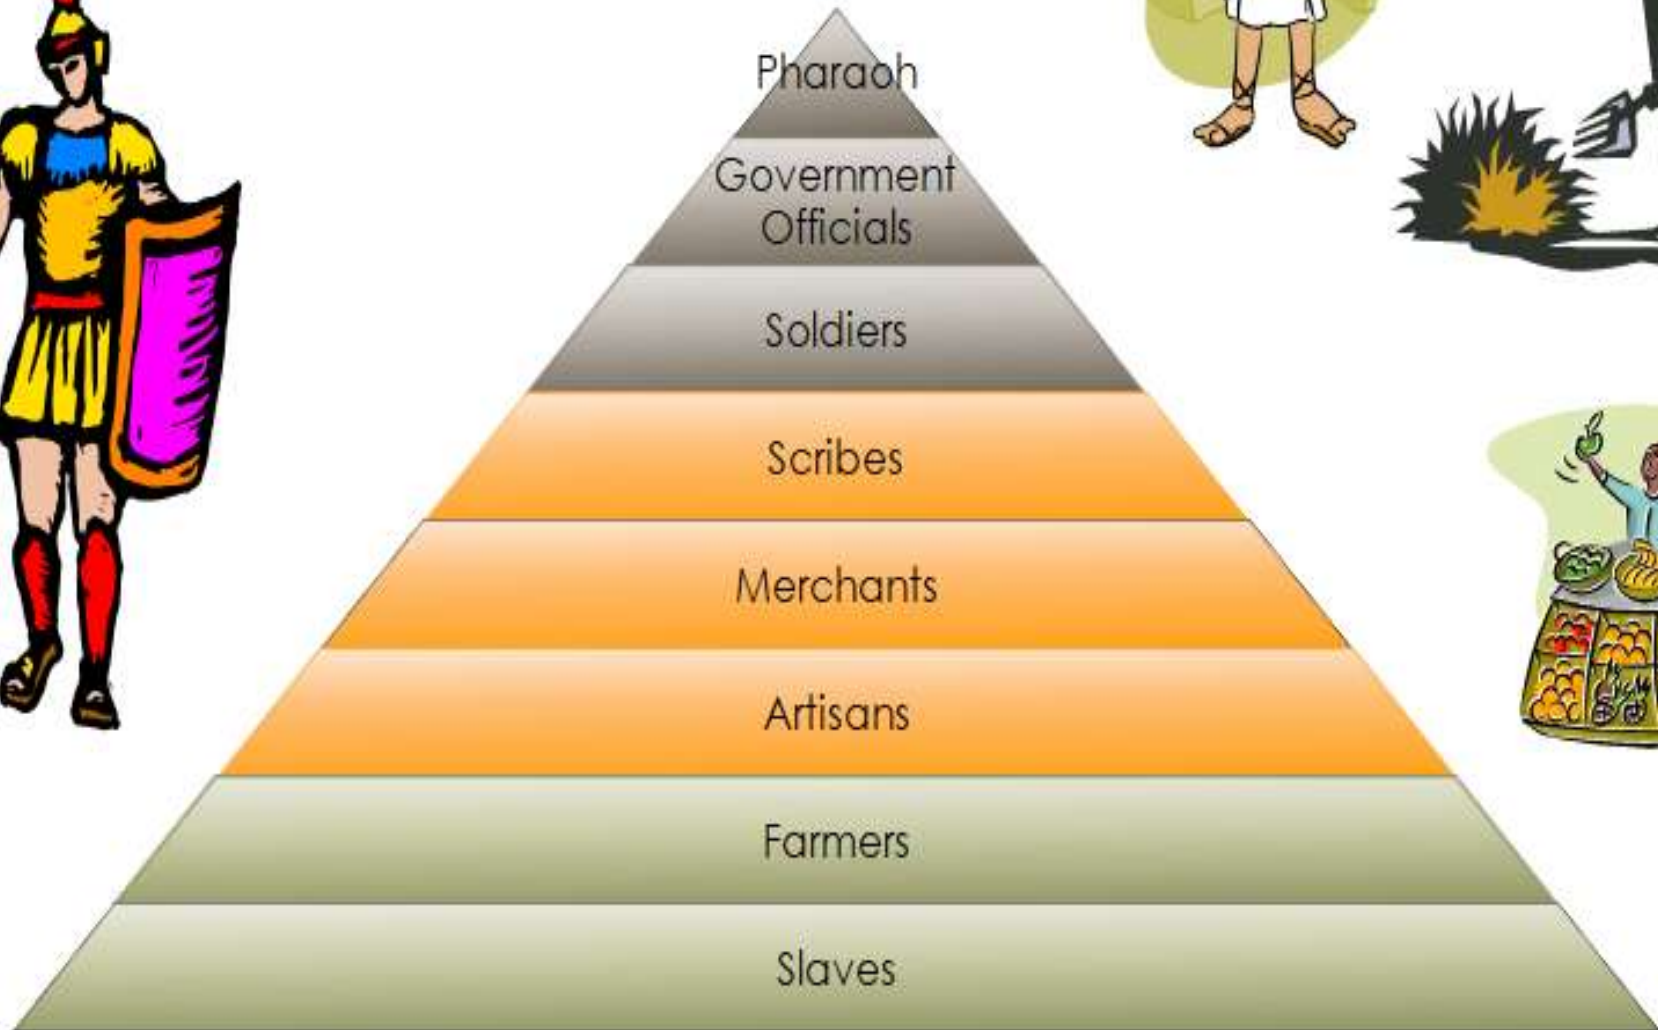 Pharaoh
Government
Officials
Soldiers
Scribes
Merchants
Artisans
Farmers
Slaves